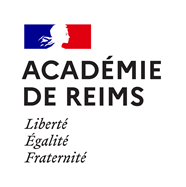 ACADÉMIE
DE REIMS
Liberté
Égalité
Fraternité